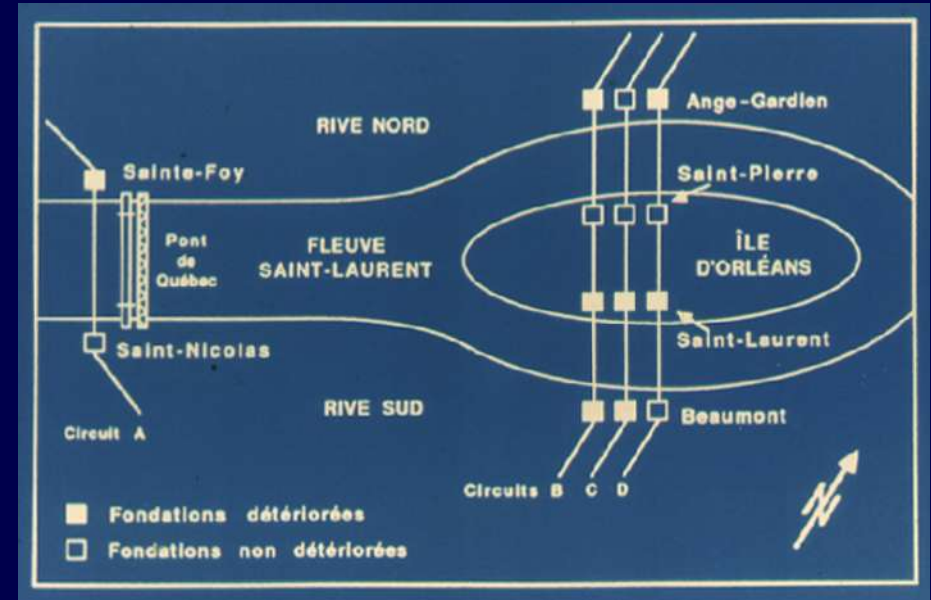 RIVE NORD
Ange-Gardien
Sainte-Foy
Saint-Pierre
Pont
de
Québec
FLEUVE
SAINT-LAURENT
ÎLE
D'ORLÉANS
Saint-Nicolas
Saint-Laurent
RIVE SUD
Beaumont
Circuit A
Circuits B C D
N
Fondations détériorées
Fondations non détériorées